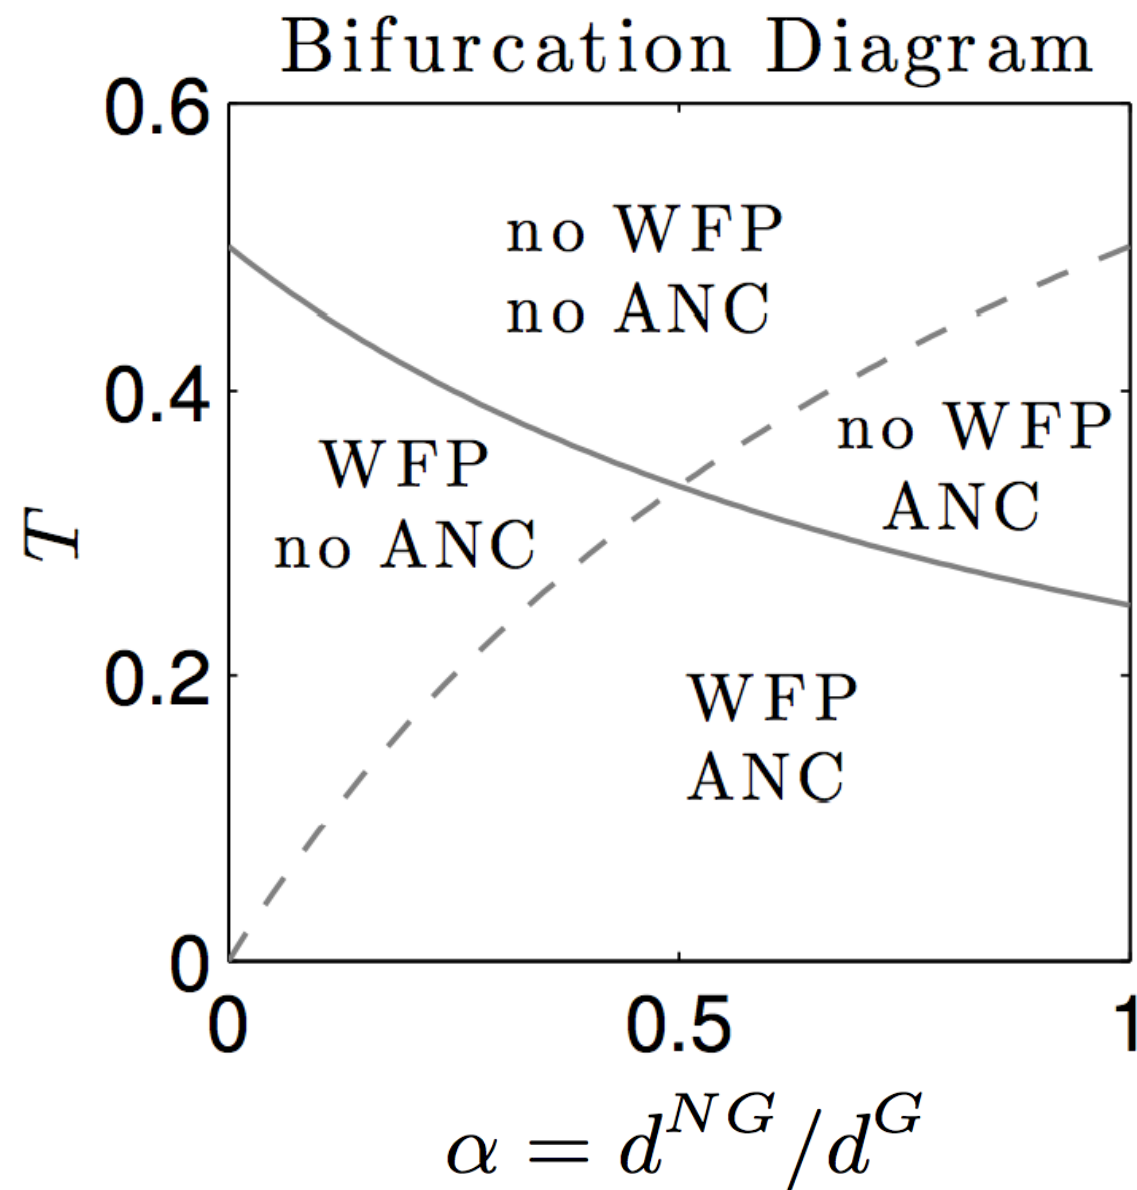 Bifurcation Diagram
0.6
no WFP
no ANC
0.4
no WFP
ANC
WFP
no ANC
T
0.2
WFP
ANC
0
0
0.5
1
α = d^{NG}/d^{G}